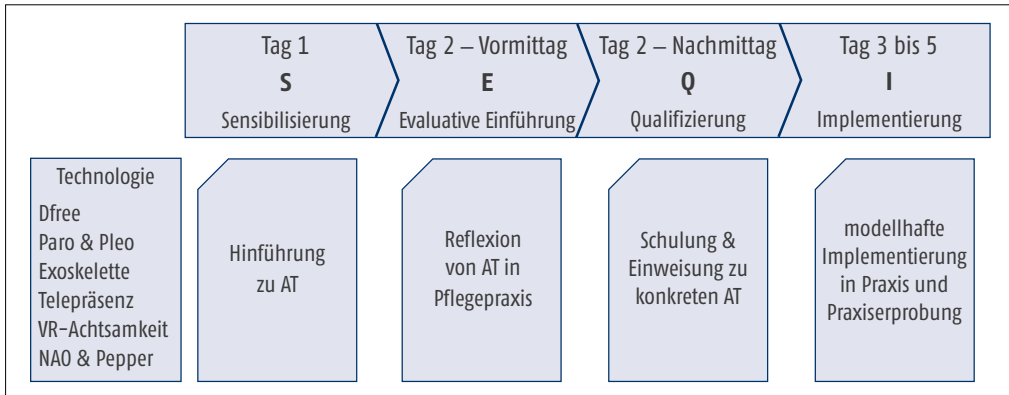 Tag 1
S
Sensibilisierung
Tag 2 – Vormittag
E
Evaluative Einführung
Tag 2 – Nachmittag
Q
Qualifizierung
Tag 3 bis 5
I
Implementierung
Technologie
Dfree
Paro & Pleo
Exoskelette
Telepräsenz
VR-Achtsamkeit
NAO & Pepper
Hinführung
zu AT
Reflexion
von AT in
Pflegepraxis
Schulung &
Einweisung zu
konkreten AT
modellhafte
Implementierung
in Praxis und
Praxiserprobung